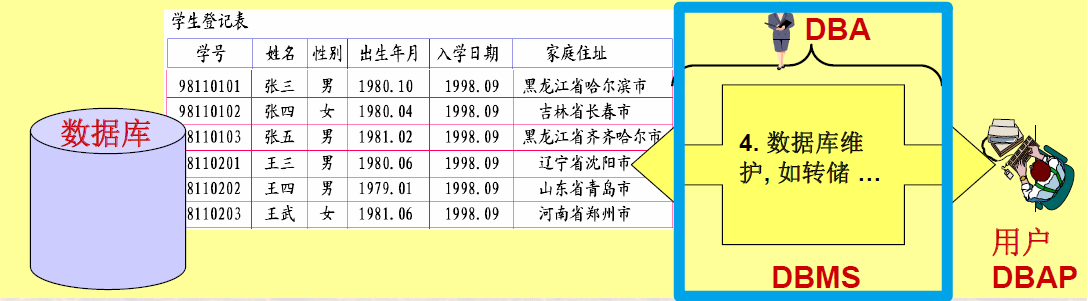 学生登记表
学号 姓名 性别 出生年月 入学日期 家庭住址
98110101 张三 男 1980.10 1998.09 黑龙江省哈尔滨市
98110102 张四 女 1980.04 1998.09 吉林省长春市
98110103 张五 男 1981.02 1998.09 黑龙江省齐齐哈尔市
98110201 王三 男 1980.06 1998.09 辽宁省沈阳市
98110202 王四 男 1979.01 1998.09 山东省青岛市
98110203 王武 女 1981.06 1998.09 河南省郑州市
数据库
DBA
4. 数据库维
护, 如转储 ...
DBMS
用户
DBAP